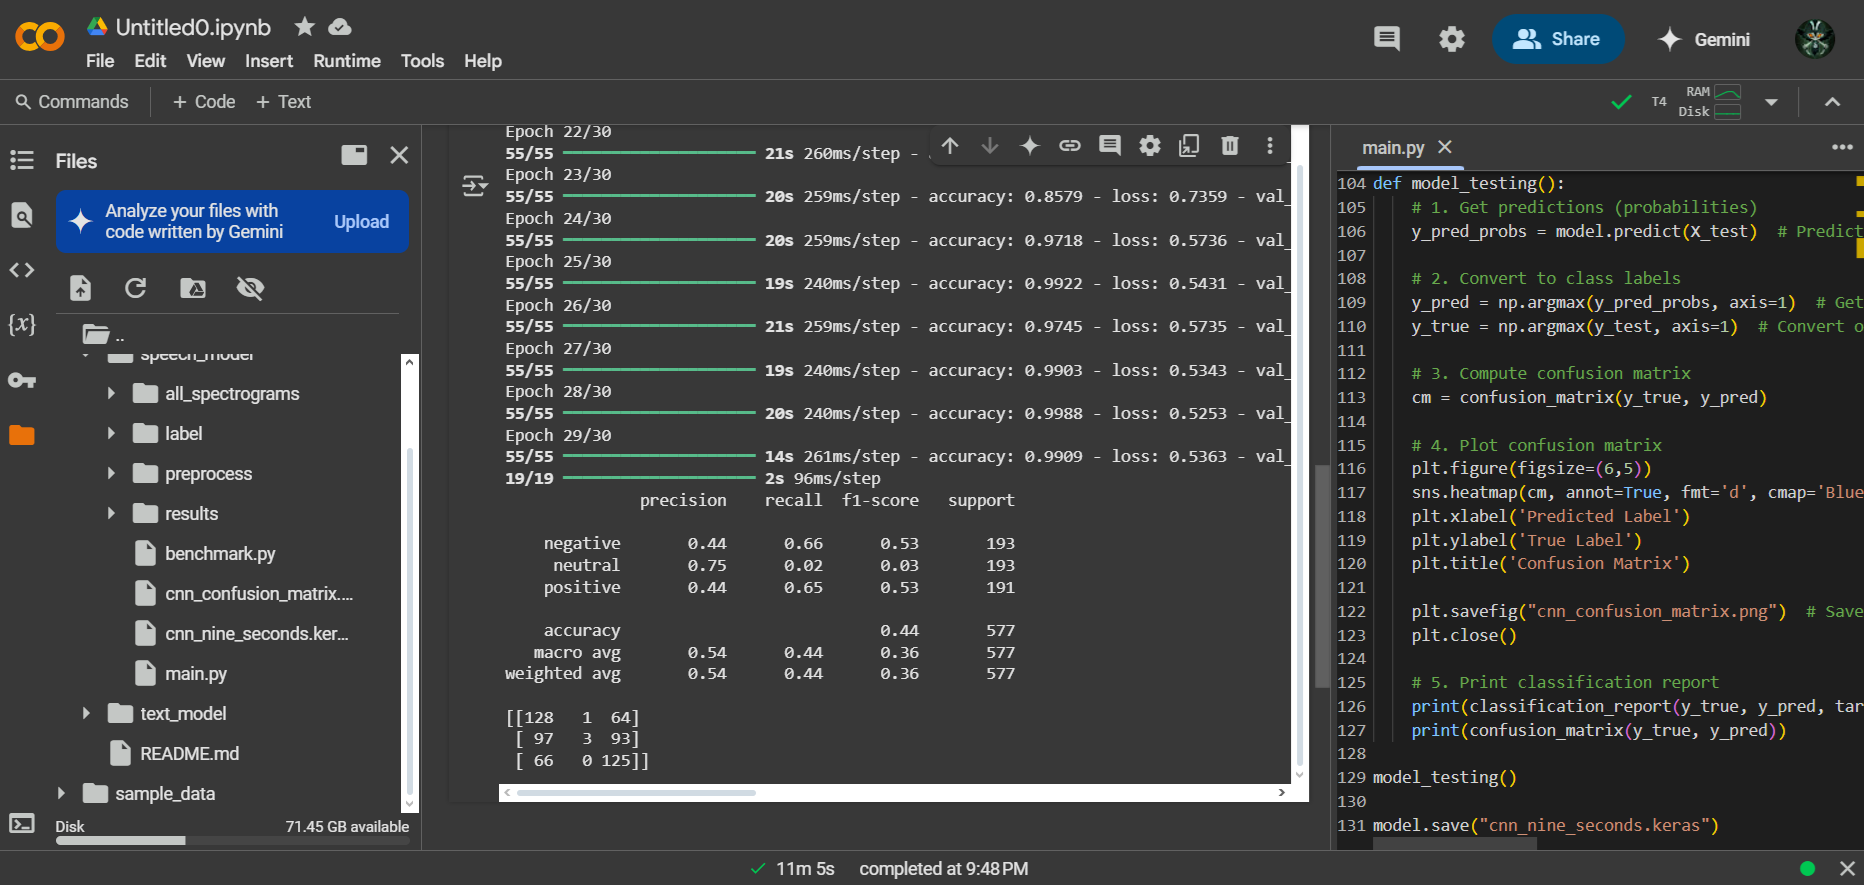 Untitled0.ipynb
File Edit View Insert Runtime Tools Help
Share
Gemini
Commands + Code + Text
T4
RAM
Disk
Files
Analyze your files with
code written by Gemini
Upload
{x}
..
speech_model
all_spectrograms
label
preprocess
results
benchmark.py
cnn_confusion_matrix....
cnn_nine_seconds.ker...
main.py
text_model
README.md
sample_data
Disk 71.45 GB available
Epoch 22/30
55/55 21s 260ms/step - .
Epoch 23/30
55/55 20s 259ms/step - accuracy: 0.8579 - loss: 0.7359 - val_
Epoch 24/30
55/55 20s 259ms/step - accuracy: 0.9718 - loss: 0.5736 - val_
Epoch 25/30
55/55 19s 240ms/step - accuracy: 0.9922 - loss: 0.5431 - val_
Epoch 26/30
55/55 21s 259ms/step - accuracy: 0.9745 - loss: 0.5735 - val_
Epoch 27/30
55/55 19s 240ms/step - accuracy: 0.9903 - loss: 0.5343 - val_
Epoch 28/30
55/55 20s 240ms/step - accuracy: 0.9988 - loss: 0.5253 - val_
Epoch 29/30
55/55 14s 261ms/step - accuracy: 0.9909 - loss: 0.5363 - val_
19/19 2s 96ms/step
precision recall f1-score support
negative 0.44 0.66 0.53 193
neutral 0.75 0.02 0.03 193
positive 0.44 0.65 0.53 191
accuracy 0.44 577
macro avg 0.54 0.44 0.36 577
weighted avg 0.54 0.44 0.36 577
[[128 1 64]
[ 97 3 93]
[ 66 0 125]]
main.py
104 def model_testing():
105 # 1. Get predictions (probabilities)
106 y_pred_probs = model.predict(X_test) # Predict
107
108 # 2. Convert to class labels
109 y_pred = np.argmax(y_pred_probs, axis=1) # Get
110 y_true = np.argmax(y_test, axis=1) # Convert o
111
112 # 3. Compute confusion matrix
113 cm = confusion_matrix(y_true, y_pred)
114
115 # 4. Plot confusion matrix
116 plt.figure(figsize=(6,5))
117 sns.heatmap(cm, annot=True, fmt='d', cmap='Blue
118 plt.xlabel('Predicted Label')
119 plt.ylabel('True Label')
120 plt.title('Confusion Matrix')
121
122 plt.savefig("cnn_confusion_matrix.png") # Save
123 plt.close()
124
125 # 5. Print classification report
126 print(classification_report(y_true, y_pred, tar
127 print(confusion_matrix(y_true, y_pred))
128
129 model_testing()
130
131 model.save("cnn_nine_seconds.keras")
11m 5s completed at 9:48 PM